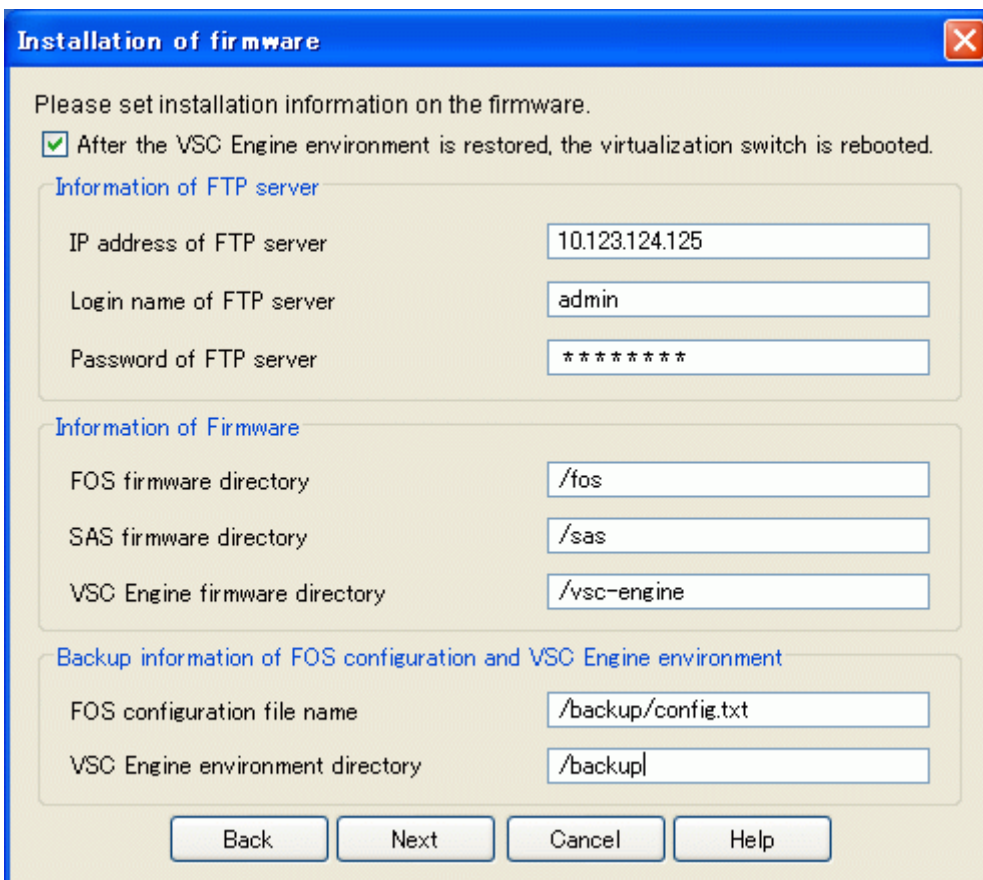 Installation of firmware
Please set installation information on the firmware.
After the VSC Engine environment is restored, the virtualization switch is rebooted.
Information of FTP server
IP address of FTP server 10.123.124.125
Login name of FTP server admin
Password of FTP server ********
Information of Firmware
FOS firmware directory /fos
SAS firmware directory /sas
VSC Engine firmware directory /vsc-engine
Backup information of FOS configuration and VSC Engine environment
FOS configuration file name /backup/config.txt
VSC Engine environment directory /backup
Back Next Cancel Help